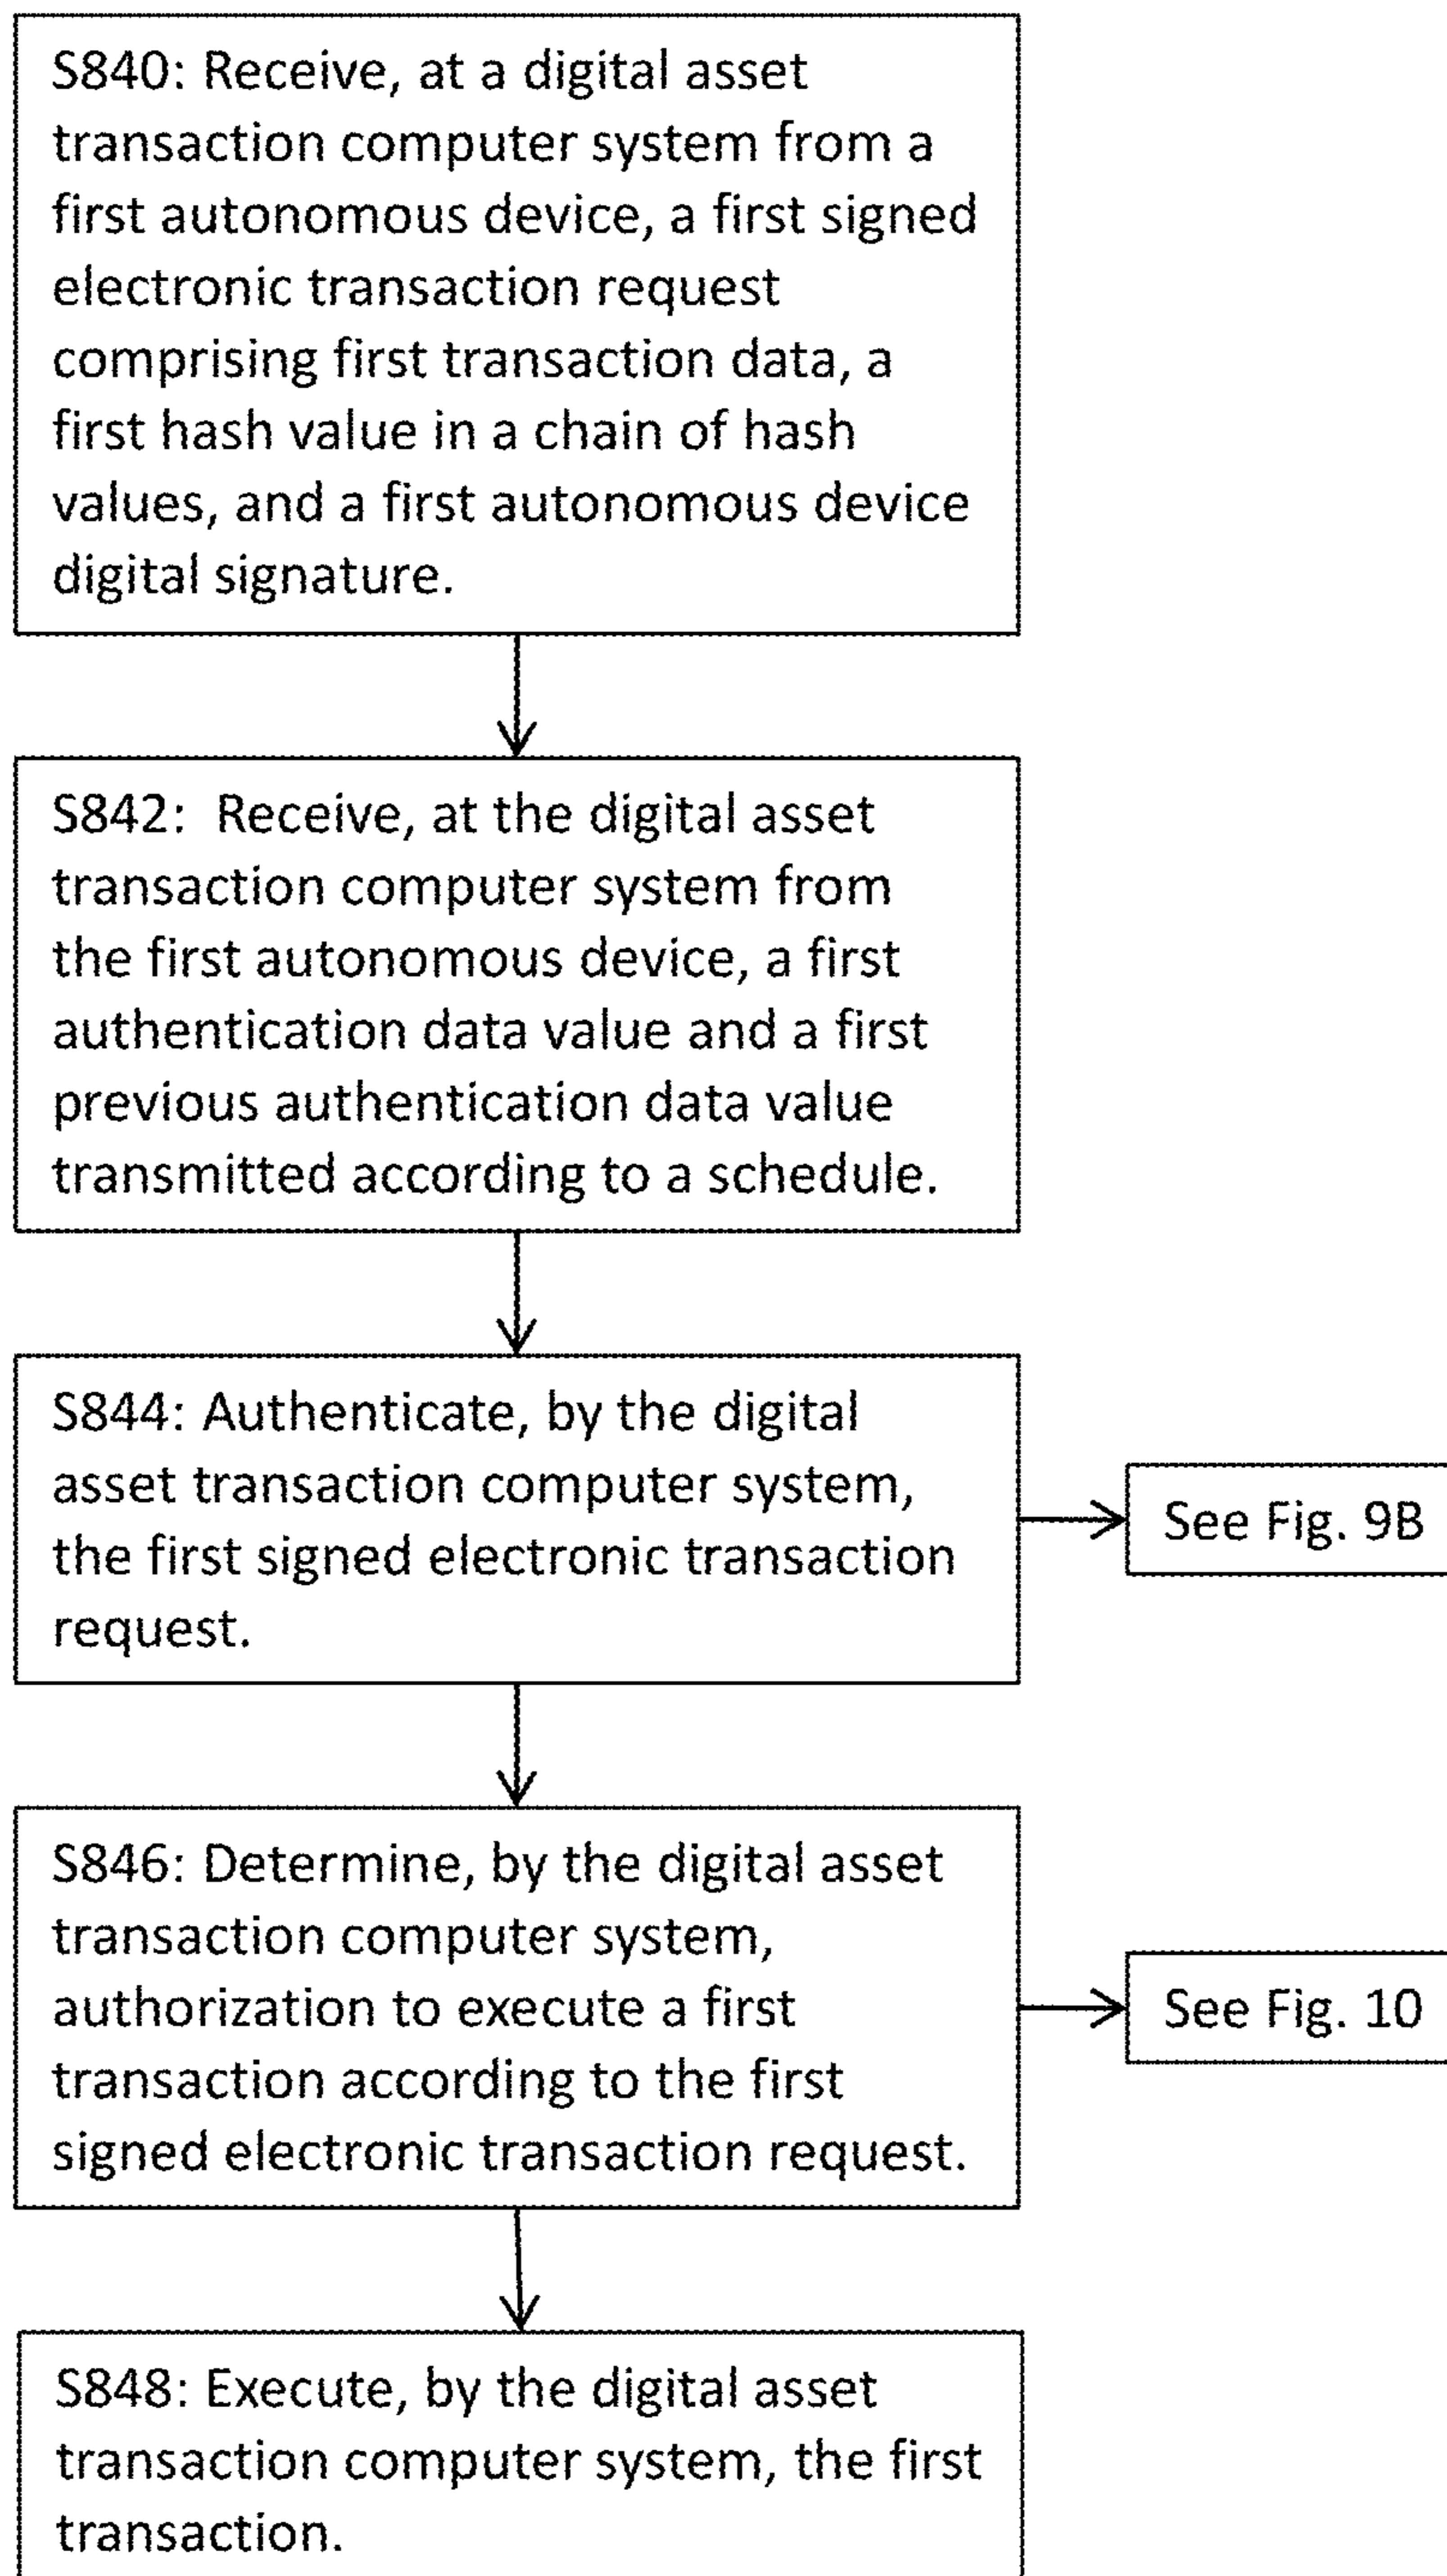 S840: Receive, at a digital asset
transaction computer system from a
first autonomous device, a first signed
electronic transaction request
comprising first transaction data, a
first hash value in a chain of hash
values, and a first autonomous device
digital signature.
S842:  Receive, at the digital asset
transaction computer system from
the first autonomous device, a first
authentication data value and a first
previous authentication data value
transmitted according to a schedule.
S844: Authenticate, by the digital
asset transaction computer system,
the first signed electronic transaction
request.
See Fig. 9B
S846: Determine, by the digital asset
transaction computer system,
authorization to execute a first
transaction according to the first
signed electronic transaction request.
See Fig. 10
S848: Execute, by the digital asset
transaction computer system, the first
transaction.